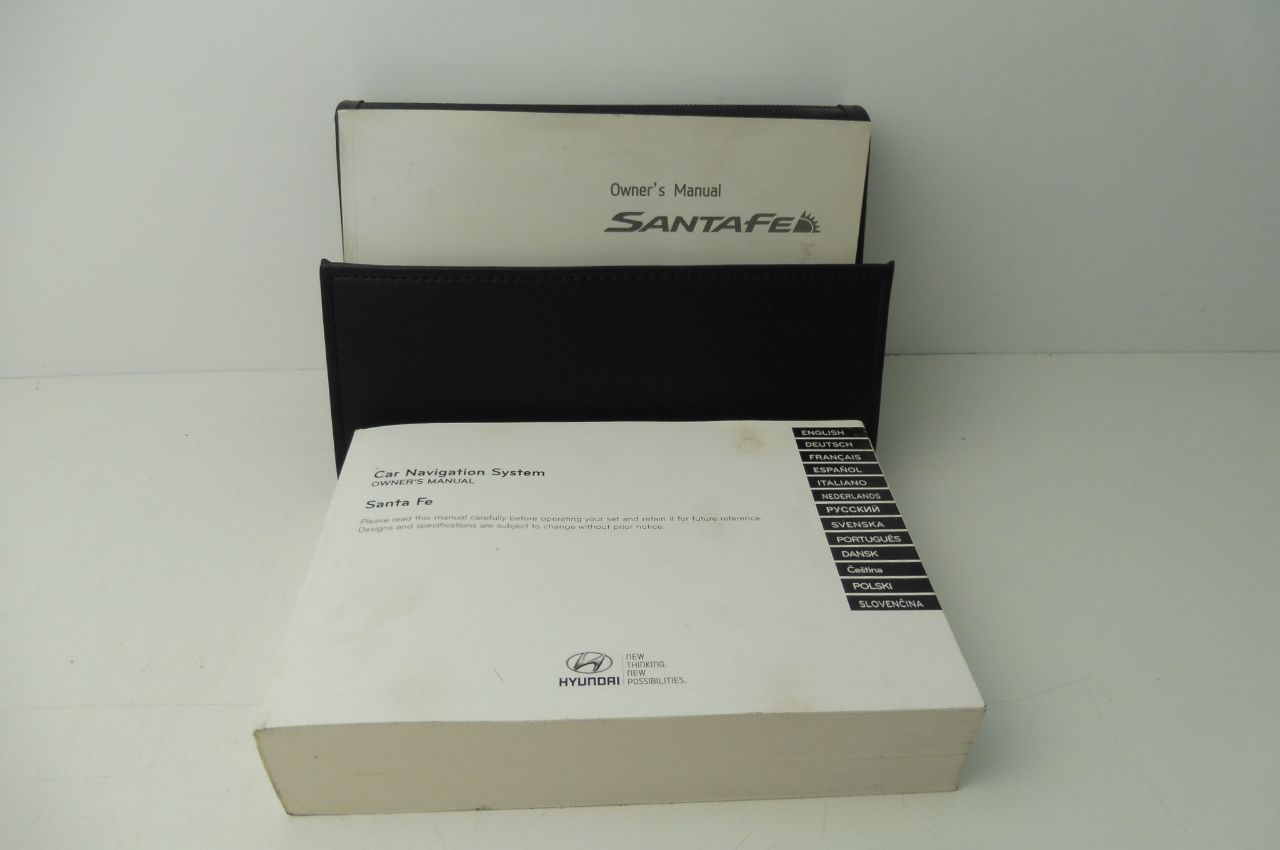 Owner's Manual
SANTAFE
Car Navigation System
OWNER'S MANUAL
Santa Fe
Please read this manual carefully before operating your set and retain it for future reference.
Designs and specifications are subject to change without prior notice.
ENGLISH
DEUTSCH
FRANÇAIS
ESPAÑOL
ITALIANO
NEDERLANDS
РУССКИЙ
SVENSKA
PORTUGUÊS
DANSK
Čeština
POLSKI
SLOVENČINA
HYUNDAI
NEW
THINKING.
NEW
POSSIBILITIES.